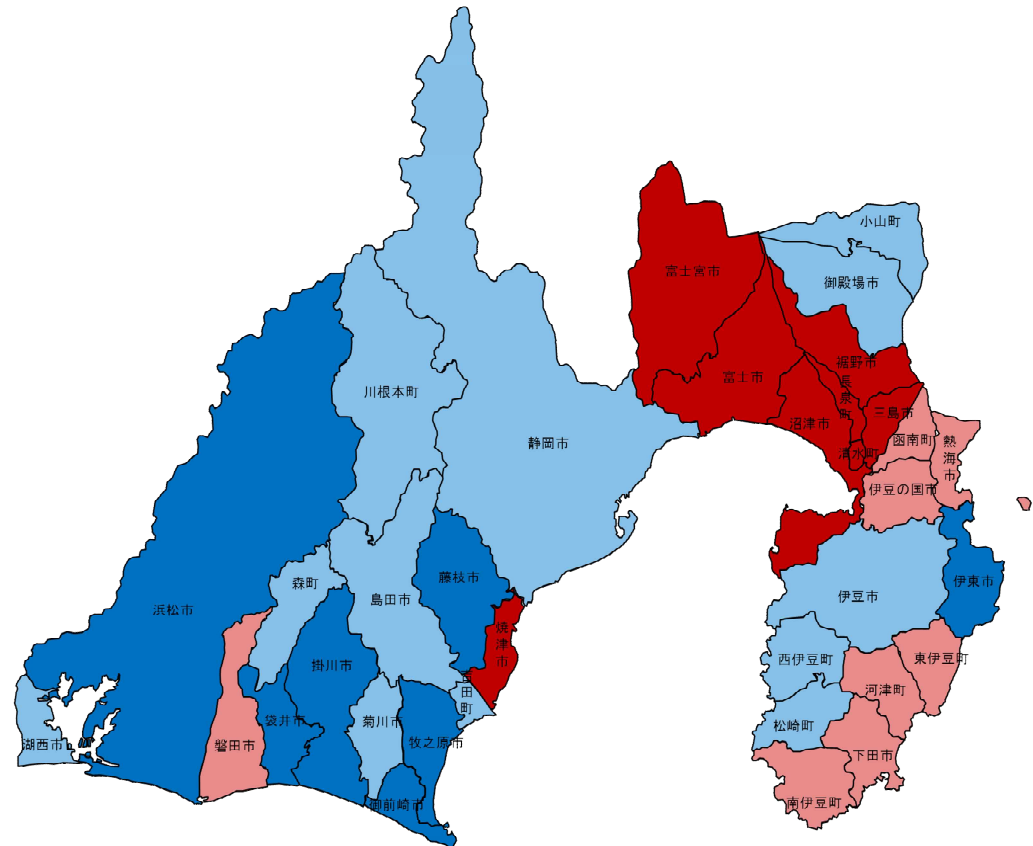 小山町
富士宮市
御殿場市
裾野市
富士市
長泉町
川根本町
三島市
沼津市
函南町
静岡市
熱海市
清水町
伊豆の国市
藤枝市
森町
伊東市
島田市
伊豆市
浜松市
焼津市
掛川市
西伊豆町
東伊豆町
吉田町
河津町
菊川市
袋井市
松崎町
牧之原市
湖西市
磐田市
下田市
御前崎市
南伊豆町